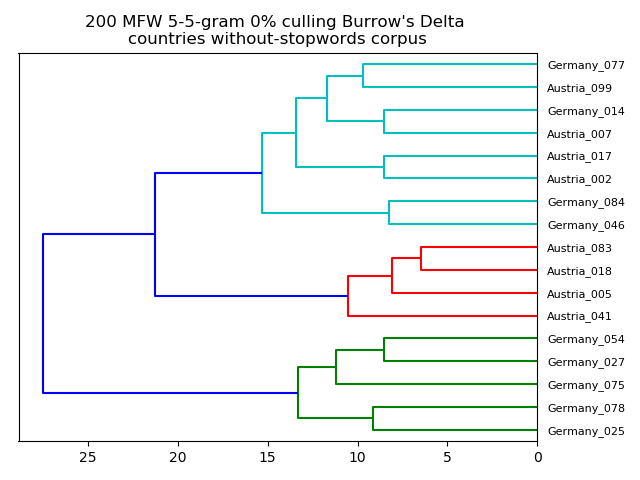 200 MFW 5-5-gram 0% culling Burrow's Delta
countries without-stopwords corpus
Germany_077
Austria_099
Germany_014
Austria_007
Austria_017
Austria_002
Germany_084
Germany_046
Austria_083
Austria_018
Austria_005
Austria_041
Germany_054
Germany_027
Germany_075
Germany_078
Germany_025
25 20 15 10 5 0